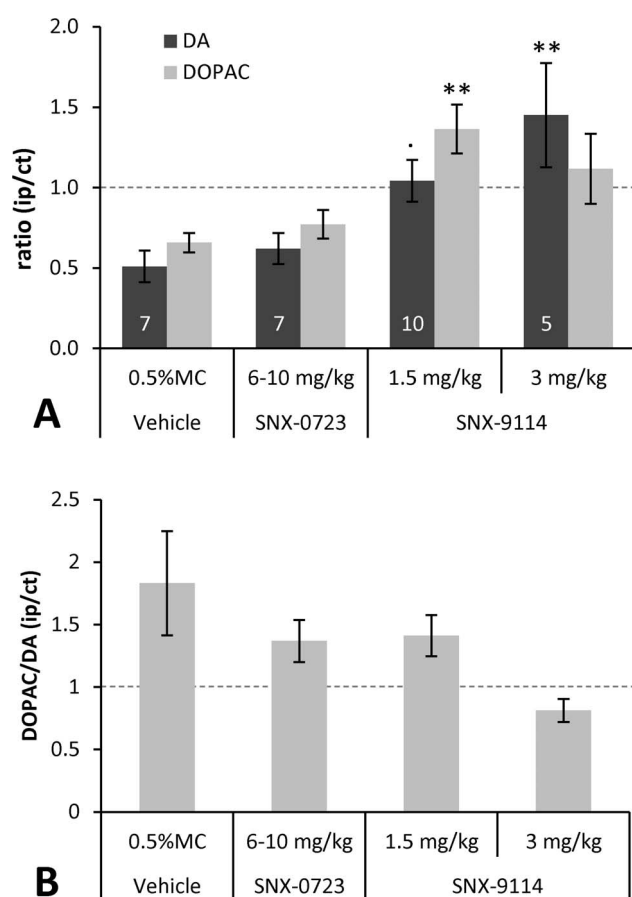 2.0
DA
DOPAC
**
**
1.5
.
1.0
ratio (ip/ct)
0.5
7
7
10
5
0.0
0.5%MC
6-10 mg/kg
1.5 mg/kg
3 mg/kg
A
Vehicle
SNX-0723
SNX-9114
2.5
2
1.5
DOPAC/DA (ip/ct)
1
0.5
0
0.5%MC
6-10 mg/kg
1.5 mg/kg
3 mg/kg
B
Vehicle
SNX-0723
SNX-9114